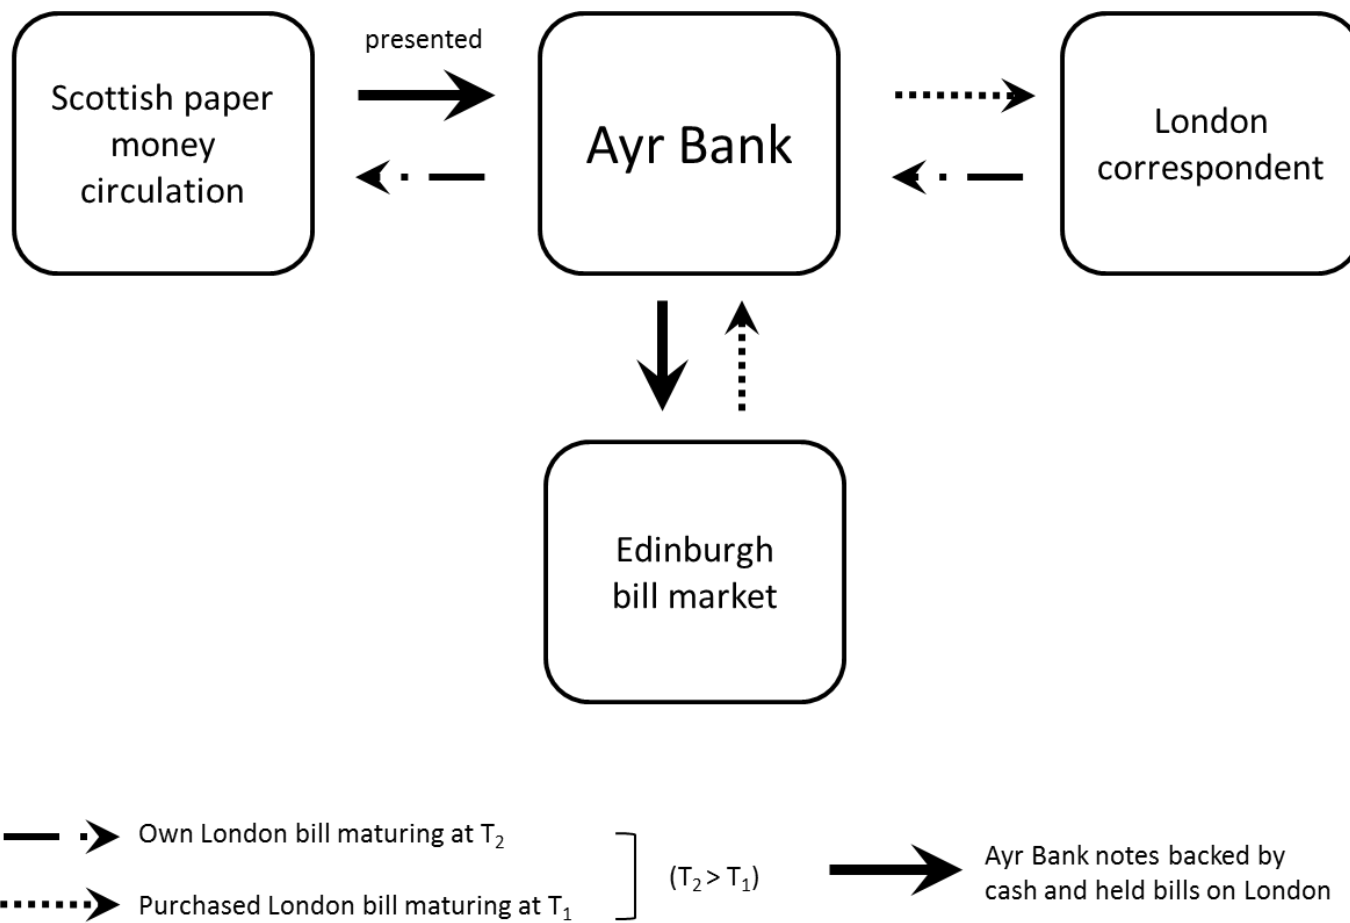 presented
Scottish paper
money
circulation
Ayr Bank
London
correspondent
Edinburgh
bill market
Own London bill maturing at T₂
Purchased London bill maturing at T₁
(T₂ > T₁)
Ayr Bank notes backed by
cash and held bills on London